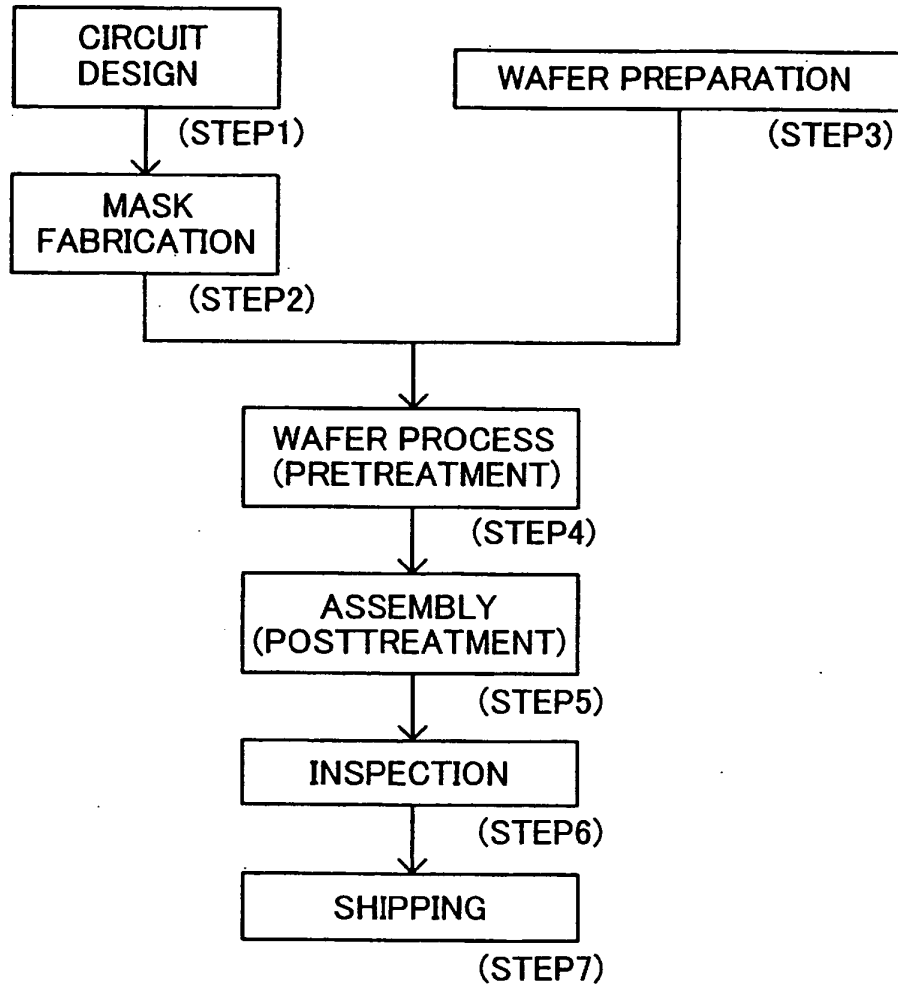 CIRCUIT
DESIGN
(STEP1)
MASK
FABRICATION
(STEP2)
WAFER PREPARATION
(STEP3)
WAFER PROCESS
(PRETREATMENT)
(STEP4)
ASSEMBLY
(POSTTREATMENT)
(STEP5)
INSPECTION
(STEP6)
SHIPPING
(STEP7)